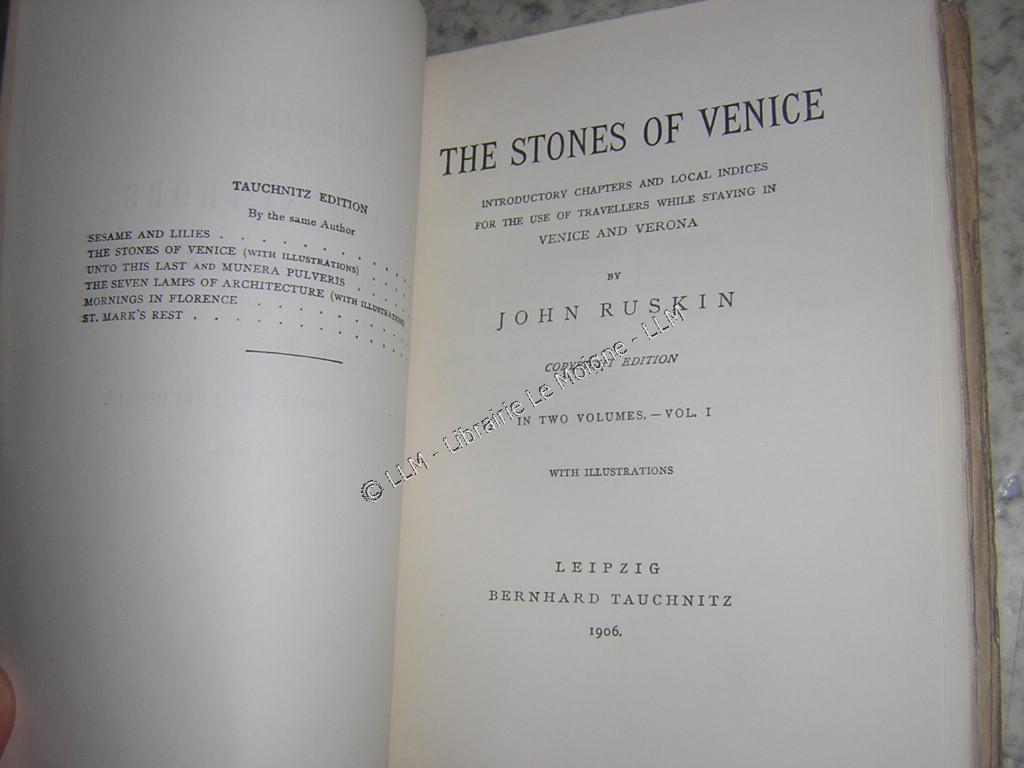 TAUCHNITZ EDITION
By the same Author
SESAME AND LILIES . . . . . . . . .
THE STONES OF VENICE (WITH ILLUSTRATIONS) . .
UNTO THIS LAST AND MUNERA PULVERIS . . . .
THE SEVEN LAMPS OF ARCHITECTURE (WITH ILLUSTRATIONS)
MORNINGS IN FLORENCE . . . . . . . .
ST. MARK'S REST . . . . . . . . . .
THE STONES OF VENICE
INTRODUCTORY CHAPTERS AND LOCAL INDICES
FOR THE USE OF TRAVELLERS WHILE STAYING IN
VENICE AND VERONA
BY
JOHN RUSKIN
COPYRIGHT EDITION
IN TWO VOLUMES.—VOL. I
WITH ILLUSTRATIONS
LEIPZIG
BERNHARD TAUCHNITZ
1906.
© LLM - Librairie Le Moigne - LLM